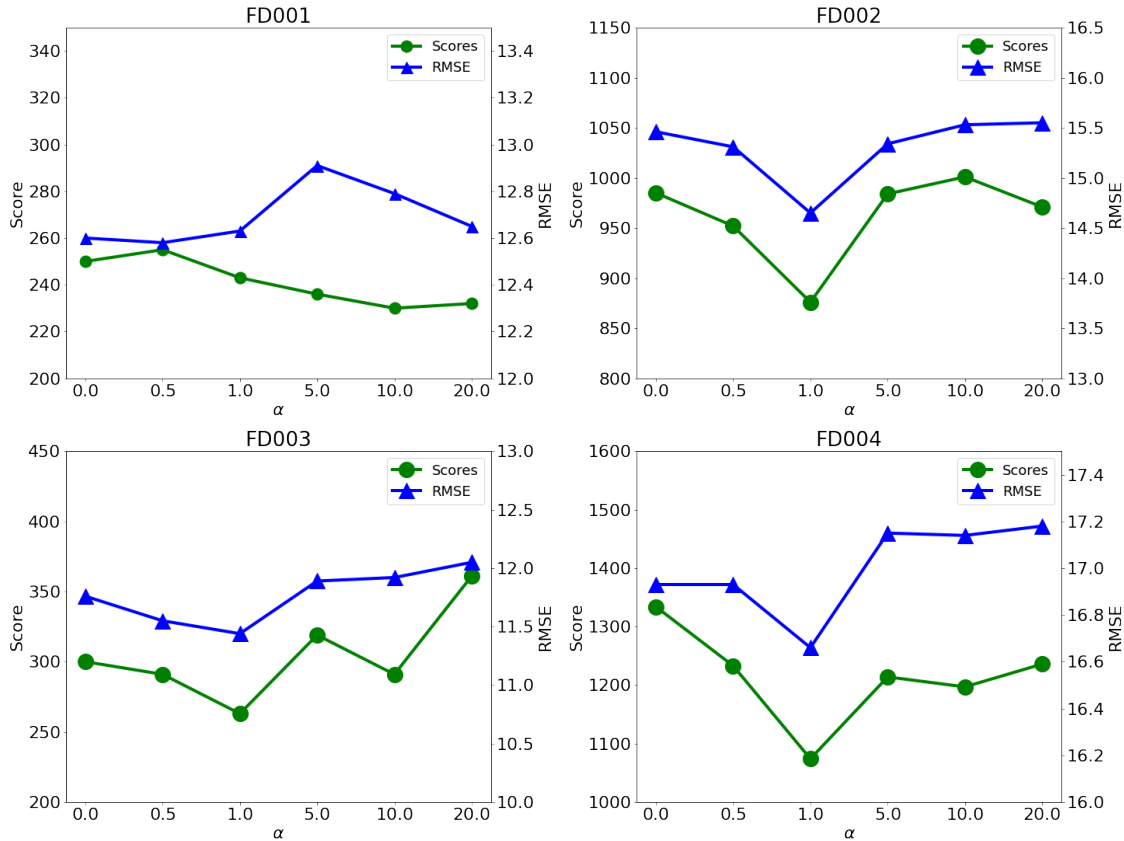 FD001
340
320
300
280
260
240
220
200
Score
13.4
13.2
13.0
12.8
12.6
12.4
12.2
12.0
RMSE
Scores
RMSE
0.0 0.5 1.0 5.0 10.0 20.0
α
FD002
1150
1100
1050
1000
950
900
850
800
Score
16.5
16.0
15.5
15.0
14.5
14.0
13.5
13.0
RMSE
Scores
RMSE
0.0 0.5 1.0 5.0 10.0 20.0
α
FD003
450
400
350
300
250
200
Score
13.0
12.5
12.0
11.5
11.0
10.5
10.0
RMSE
Scores
RMSE
0.0 0.5 1.0 5.0 10.0 20.0
α
FD004
1600
1500
1400
1300
1200
1100
1000
Score
17.4
17.2
17.0
16.8
16.6
16.4
16.2
16.0
RMSE
Scores
RMSE
0.0 0.5 1.0 5.0 10.0 20.0
α